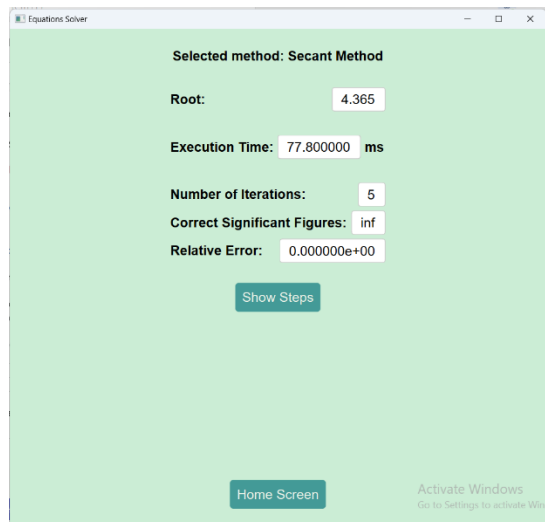 Equations Solver
Selected method: Secant Method
Root: 4.365
Execution Time: 77.800000 ms
Number of Iterations: 5
Correct Significant Figures: inf
Relative Error: 0.000000e+00
Show Steps
Home Screen
Activate Windows
Go to Settings to activate Win